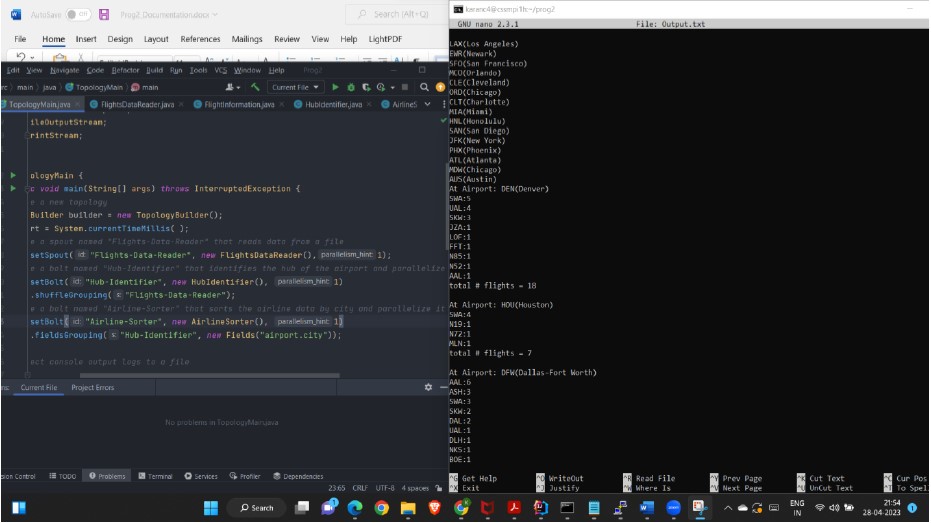 AutoSave Off Prog2_Documentation.docx
Search (Alt+Q)
File Home Insert Draw Design Layout References Mailings Review View Help LightPDF
Edit View Navigate Code Refactor Build Run Tools VCS Window Help Prog2
main java TopologyMain main Current File
TopologyMain.java FlightsDataReader.java FlightInformation.java HubIdentifier.java AirlineS
ileOutputStream;
rintStream;
ologyMain {
c void main(String[] args) throws InterruptedException {
e a new topology
Builder builder = new TopologyBuilder();
rt = System.currentTimeMillis( );
e a spout named "Flights-Data-Reader" that reads data from a file
setSpout( id: "Flights-Data-Reader", new FlightsDataReader(), parallelism_hint: 1);
e a bolt named "Hub-Identifier" that identifies the hub of the airport and parallelize
setBolt( id: "Hub-Identifier", new HubIdentifier(), parallelism_hint: 1)
.shuffleGrouping( s: "Flights-Data-Reader");
e a bolt named "Airline-Sorter" that sorts the airline data by city and parallelize it
setBolt( id: "Airline-Sorter", new AirlineSorter(), parallelism_hint: 1)
.fieldsGrouping( s: "Hub-Identifier", new Fields("airport.city"));
ect console output logs to a file
ms: Current File Project Errors
No problems in TopologyMain.java
sion Control TODO Problems Terminal Services Profiler Dependencies
23:65 CRLF UTF-8 4 spaces
GNU nano 2.3.1 File: Output.txt
LAX(Los Angeles)
EWR(Newark)
SFO(San Francisco)
MCO(Orlando)
CLE(Cleveland)
ORD(Chicago)
CLT(Charlotte)
MIA(Miami)
HNL(Honolulu)
SAN(San Diego)
JFK(New York)
PHX(Phoenix)
ATL(Atlanta)
MDW(Chicago)
AUS(Austin)
At Airport: DEN(Denver)
SWA:5
UAL:4
SKW:3
JZA:1
LOF:1
FFT:1
N85:1
N52:1
AAL:1
total # flights = 18
At Airport: HOU(Houston)
SWA:4
N19:1
N72:1
MLN:1
total # flights = 7
At Airport: DFW(Dallas-Fort Worth)
AAL:6
ASH:3
SWA:3
SKW:2
DAL:2
UAL:1
DLH:1
NKS:1
BOE:1
^G Get Help ^O WriteOut ^R Read File ^Y Prev Page ^K Cut Text ^C Cur Pos
^X Exit ^J Justify ^W Where Is ^V Next Page ^U UnCut Text ^T To Spel
Search
ENG
IN
21:54
28-04-2023